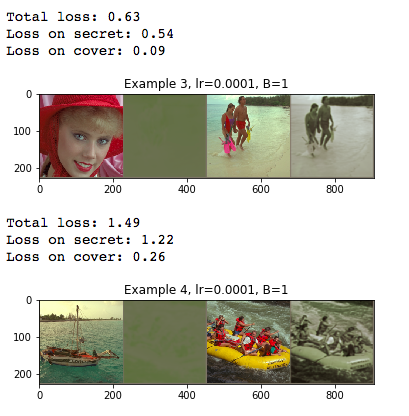 Total loss: 0.63
Loss on secret: 0.54
Loss on cover: 0.09
Example 3, lr=0.0001, B=1
0
100
200
0 200 400 600 800
Total loss: 1.49
Loss on secret: 1.22
Loss on cover: 0.26
Example 4, lr=0.0001, B=1
0
100
200
0 200 400 600 800